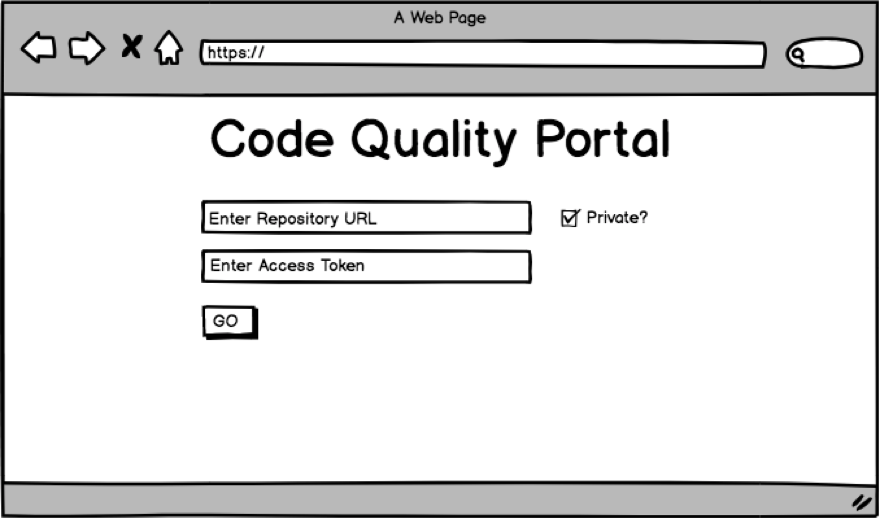 A Web Page
https://
Code Quality Portal
Enter Repository URL
Private?
Enter Access Token
GO